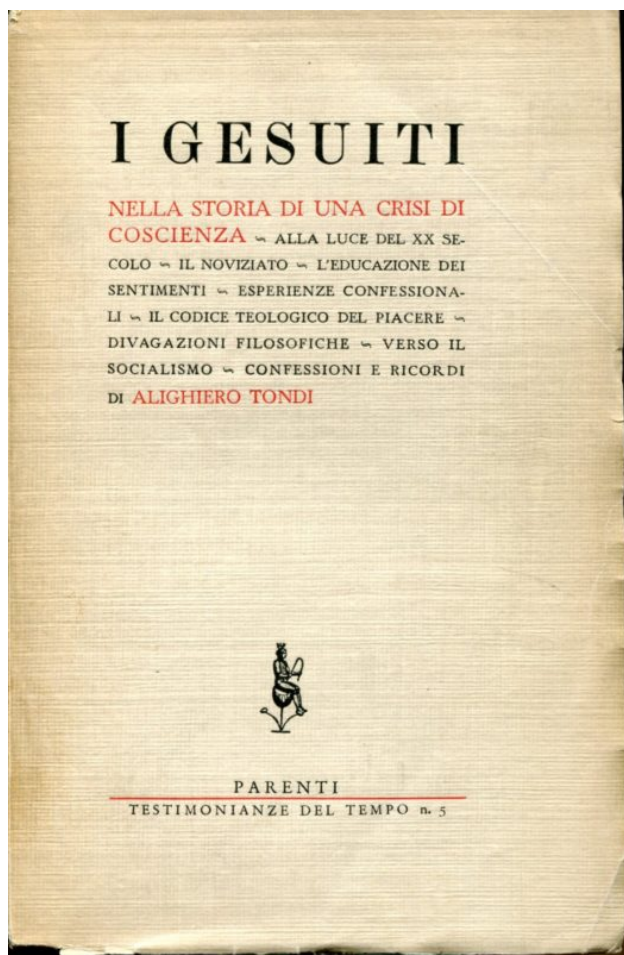 I GESUITI
NELLA STORIA DI UNA CRISI DI
COSCIENZA ~ ALLA LUCE DEL XX SE-
COLO ~ IL NOVIZIATO ~ L'EDUCAZIONE DEI
SENTIMENTI ~ ESPERIENZE CONFESSIONA-
LI ~ IL CODICE TEOLOGICO DEL PIACERE ~
DIVAGAZIONI FILOSOFICHE ~ VERSO IL
SOCIALISMO ~ CONFESSIONI E RICORDI
DI ALIGHIERO TONDI
PARENTI
TESTIMONIANZE DEL TEMPO n. 5